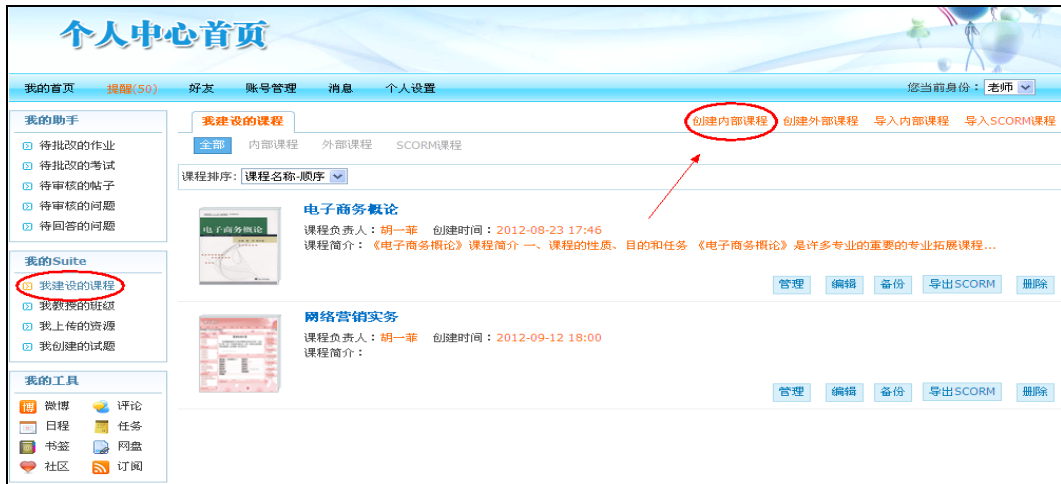 个人中心首页
我的首页 提醒(50) 好友 账号管理 消息 个人设置 您当前身份： 老师
我的助手
待批改的作业
待批改的考试
待审核的帖子
待审核的问题
待回答的问题
我的Suite
我建设的课程
我教授的班级
我上传的资源
我创建的试题
我的工具
微博 评论
日程 任务
书签 网盘
社区 订阅
我建设的课程 创建内部课程 创建外部课程 导入内部课程 导入SCORM课程
全部 内部课程 外部课程 SCORM课程
课程排序: 课程名称-顺序
电子商务概论
电子商务概论
课程负责人：胡一菲 创建时间：2012-08-23 17:46
课程简介：《电子商务概论》课程简介 一、课程的性质、目的和任务 《电子商务概论》是许多专业的重要的专业拓展课程...
管理 编辑 备份 导出SCORM 删除
网络营销实务
课程负责人：胡一菲 创建时间：2012-09-12 18:00
课程简介：
管理 编辑 备份 导出SCORM 删除